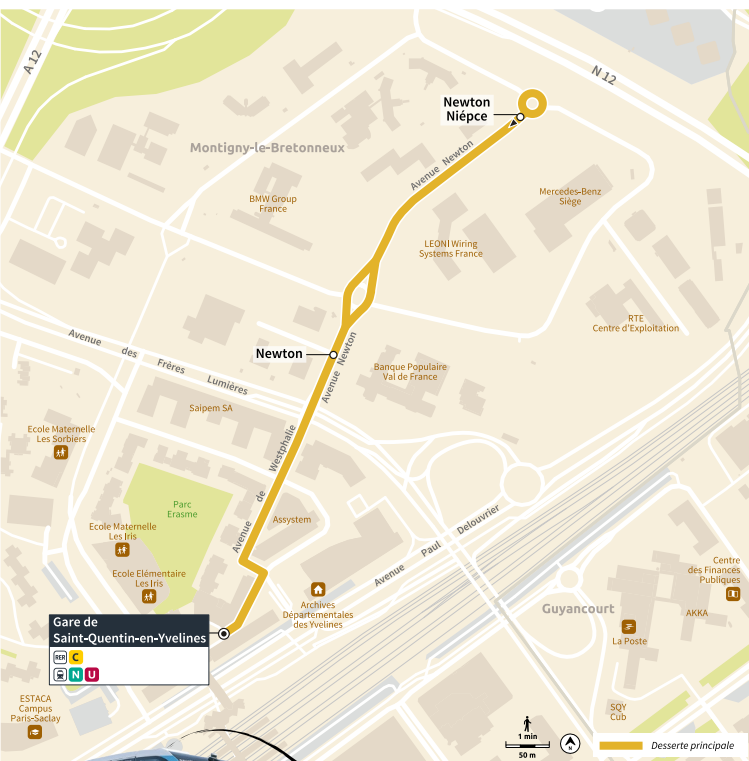 A 12
N 12
Newton
Niépce
Montigny-le-Bretonneux
Avenue Newton
BMW Group
France
Mercedes-Benz
Siège
LEONI Wiring
Systems France
RTE
Centre d'Exploitation
Avenue des Frères Lumières
Newton
Avenue Newton
Banque Populaire
Val de France
Saipem SA
Ecole Maternelle
Les Sorbiers
Avenue de Westphalie
Parc
Erasme
Assystem
Avenue Paul Delouvrier
Ecole Maternelle
Les Iris
Ecole Elémentaire
Les Iris
Centre
des Finances
Publiques
Archives
Départementales
des Yvelines
Guyancourt
AKKA
La Poste
Gare de
Saint-Quentin-en-Yvelines
RER C
N U
ESTACA
Campus
Paris-Saclay
SQY
Cub
1 min
50 m
N
Desserte principale